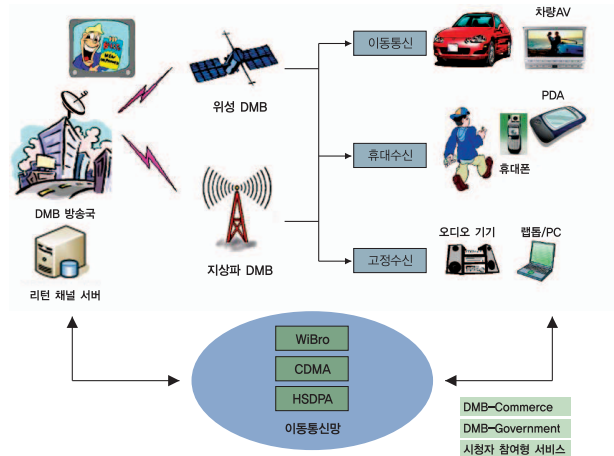 차량AV
이동통신
위성 DMB
PDA
휴대수신
휴대폰
DMB 방송국
지상파 DMB
오디오 기기
랩톱/PC
고정수신
리턴 채널 서버
WiBro
CDMA
HSDPA
이동통신망
DMB-Commerce
DMB-Government
시청자 참여형 서비스